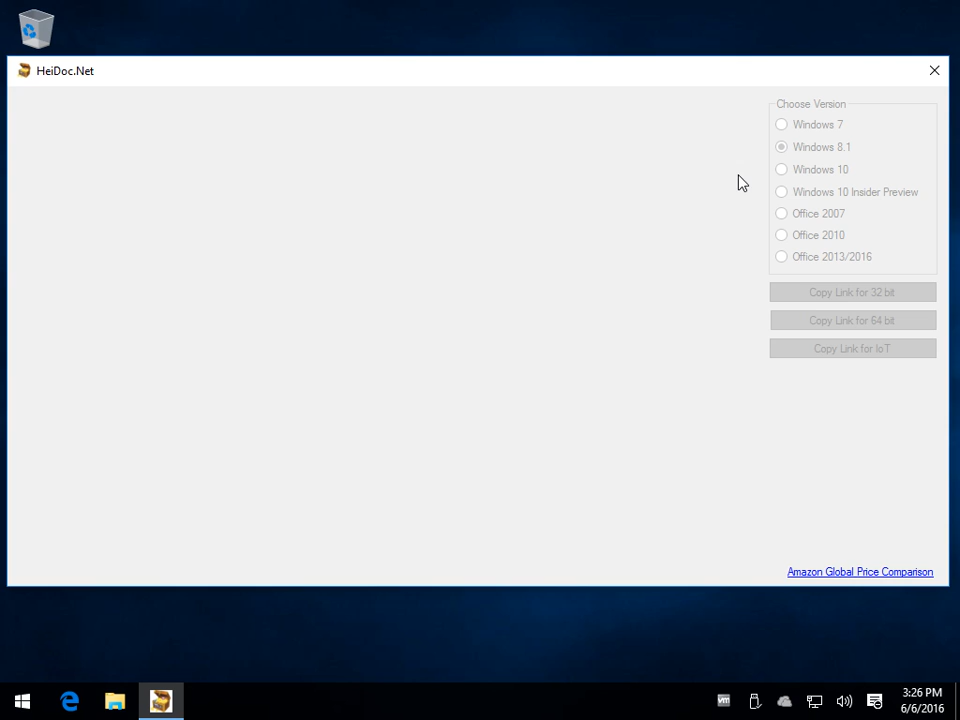 HeiDoc.Net
Choose Version
Windows 7
Windows 8.1
Windows 10
Windows 10 Insider Preview
Office 2007
Office 2010
Office 2013/2016
Copy Link for 32 bit
Copy Link for 64 bit
Copy Link for IoT
Amazon Global Price Comparison
vm
3:26 PM
6/6/2016